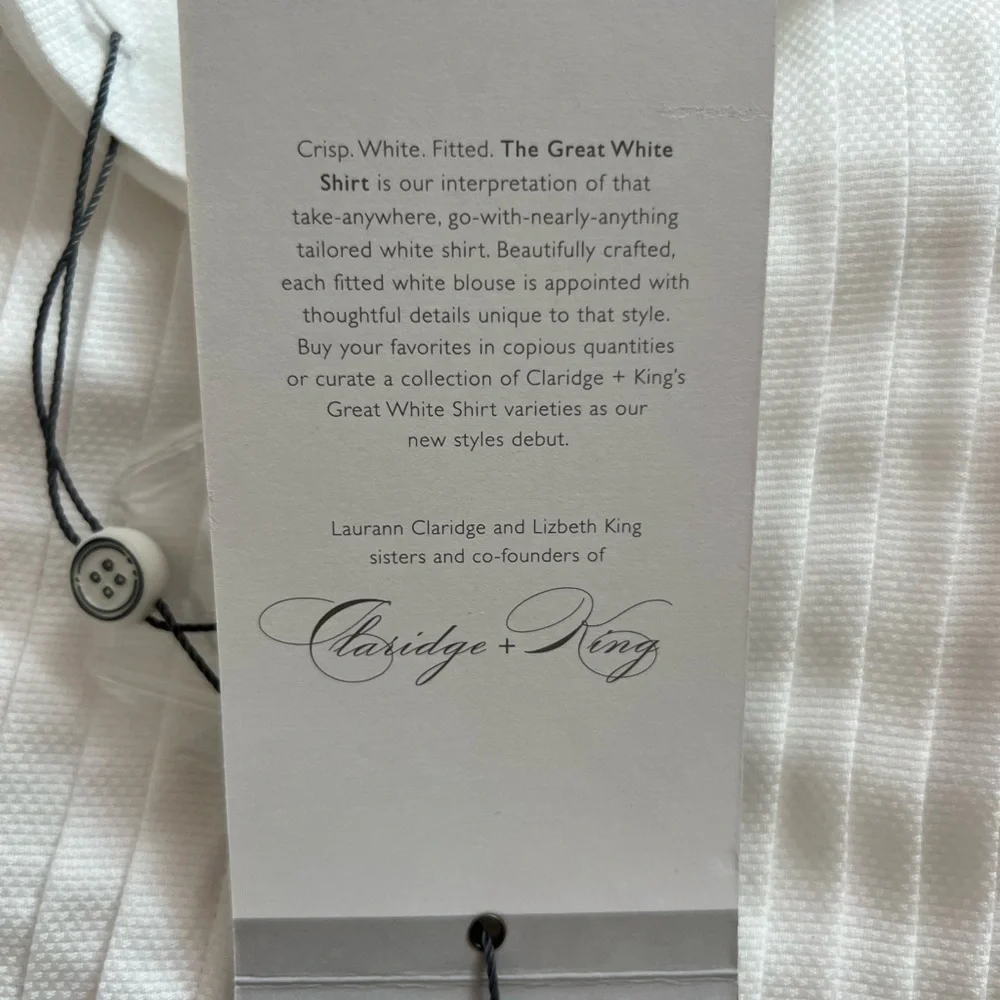 Crisp. White. Fitted. The Great White
Shirt is our interpretation of that
take-anywhere, go-with-nearly-anything
tailored white shirt. Beautifully crafted,
each fitted white blouse is appointed with
thoughtful details unique to that style.
Buy your favorites in copious quantities
or curate a collection of Claridge + King's
Great White Shirt varieties as our
new styles debut.
Laurann Claridge and Lizbeth King
sisters and co-founders of
Claridge + King